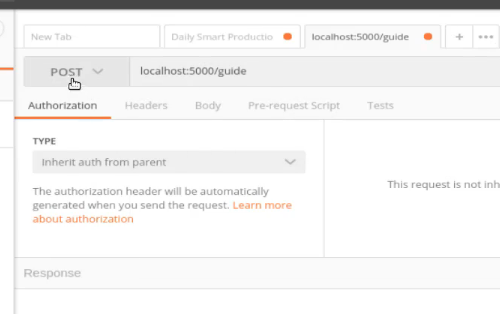 New Tab
Daily Smart Productio
localhost:5000/guide
+
•••
POST
localhost:5000/guide
Authorization
Headers
Body
Pre-request Script
Tests
TYPE
Inherit auth from parent
The authorization header will be automatically
generated when you send the request. Learn more
about authorization
This request is not inh
Response